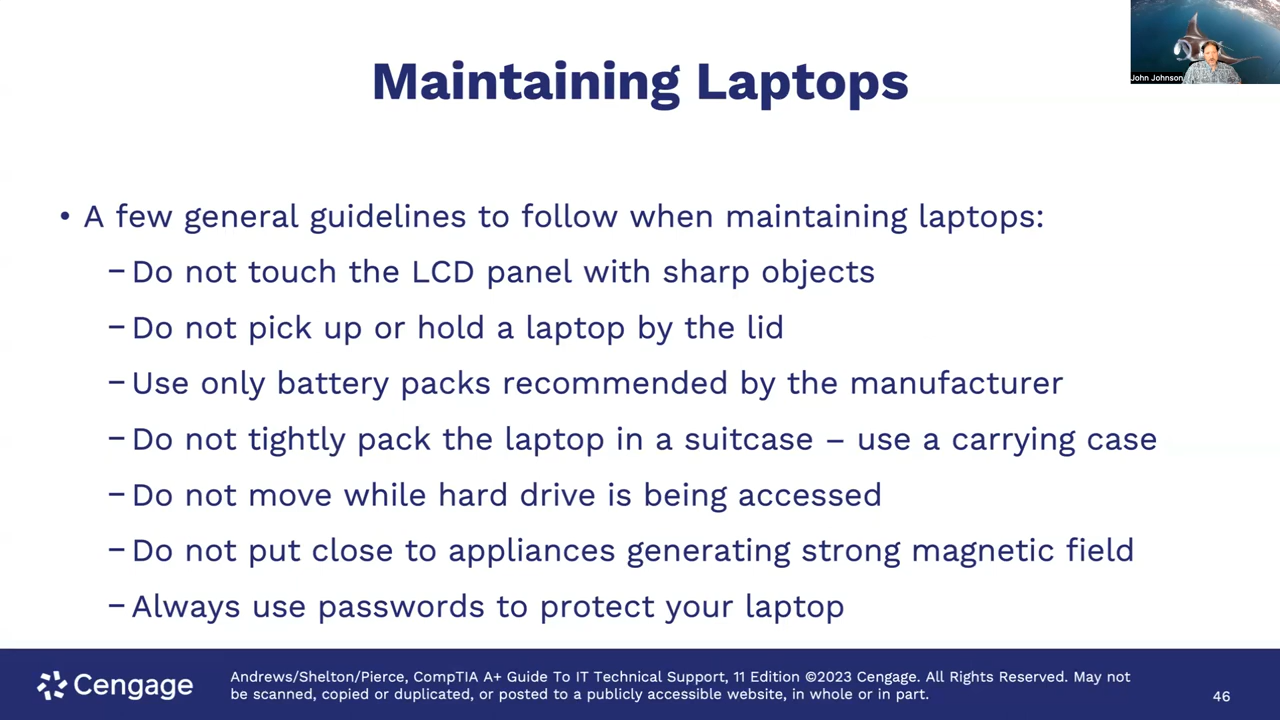 John Johnson
Maintaining Laptops
• A few general guidelines to follow when maintaining laptops:
– Do not touch the LCD panel with sharp objects
– Do not pick up or hold a laptop by the lid
– Use only battery packs recommended by the manufacturer
– Do not tightly pack the laptop in a suitcase – use a carrying case
– Do not move while hard drive is being accessed
– Do not put close to appliances generating strong magnetic field
– Always use passwords to protect your laptop
Cengage
Andrews/Shelton/Pierce, CompTIA A+ Guide To IT Technical Support, 11 Edition ©2023 Cengage. All Rights Reserved. May not
be scanned, copied or duplicated, or posted to a publicly accessible website, in whole or in part.
46